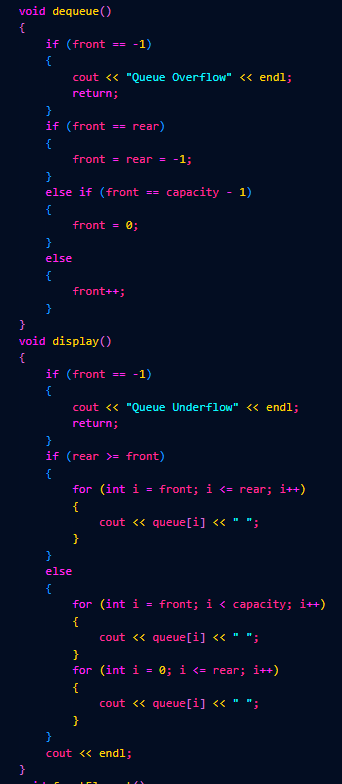 void dequeue()
{
    if (front == -1)
    {
        cout << "Queue Overflow" << endl;
        return;
    }
    if (front == rear)
    {
        front = rear = -1;
    }
    else if (front == capacity - 1)
    {
        front = 0;
    }
    else
    {
        front++;
    }
}
void display()
{
    if (front == -1)
    {
        cout << "Queue Underflow" << endl;
        return;
    }
    if (rear >= front)
    {
        for (int i = front; i <= rear; i++)
        {
            cout << queue[i] << " ";
        }
    }
    else
    {
        for (int i = front; i < capacity; i++)
        {
            cout << queue[i] << " ";
        }
        for (int i = 0; i <= rear; i++)
        {
            cout << queue[i] << " ";
        }
    }
    cout << endl;
}